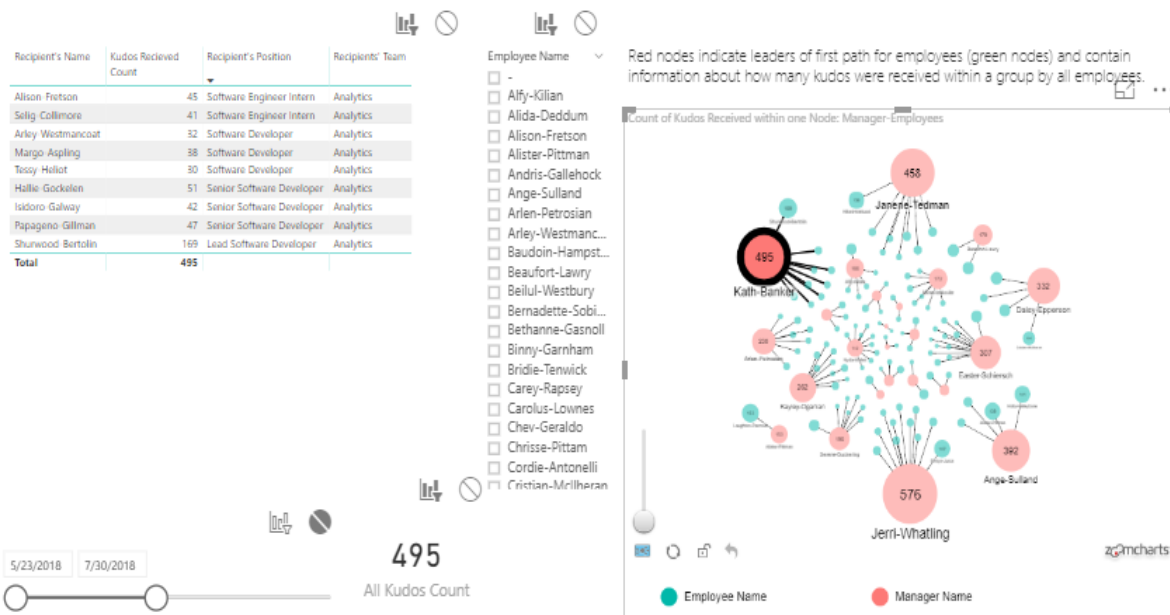 Recipient's Name Kudos Recieved Count Recipient's Position Recipients' Team
Alison-Fretson 45 Software Engineer Intern Analytics
Selig-Collimore 41 Software Engineer Intern Analytics
Arley-Westmancoat 32 Software Developer Analytics
Margo-Aspling 38 Software Developer Analytics
Tessy-Heliot 30 Software Developer Analytics
Hallie-Gockelen 51 Senior Software Developer Analytics
Isidoro-Galway 42 Senior Software Developer Analytics
Papageno-Gillman 47 Senior Software Developer Analytics
Shurwood-Bertolin 169 Lead Software Developer Analytics
Total 495
Employee Name
-
Alfy-Kilian
Alida-Deddum
Alison-Fretson
Alister-Pittman
Andris-Gallehock
Ange-Sulland
Arlen-Petrosian
Arley-Westmanc...
Baudoin-Hampst...
Beaufort-Lawry
Beilul-Westbury
Bernadette-Sobi...
Bethanne-Gasnoll
Binny-Garnham
Bridie-Tenwick
Carey-Rapsey
Carolus-Lownes
Chev-Geraldo
Chrisse-Pittam
Cordie-Antonelli
Cristian-McIlheran
Red nodes indicate leaders of first path for employees (green nodes) and contain
information about how many kudos were received within a group by all employees.
Count of Kudos Received within one Node: Manager-Employees
458
Janene-Tedman
495
Kath-Banker
332
Daisy-Epperson
307
Easter-Schiersch
392
Ange-Sulland
576
Jerri-Whatling
5/23/2018 7/30/2018
495
All Kudos Count
zoomcharts
Employee Name Manager Name